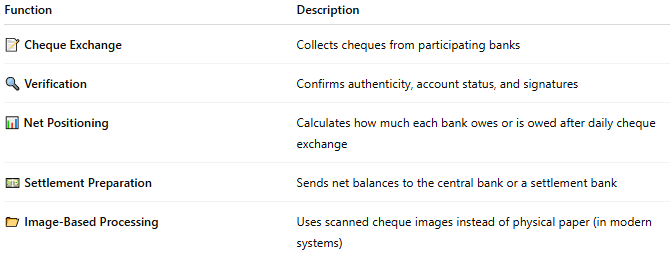 Function Description
📝 Cheque Exchange Collects cheques from participating banks
🔍 Verification Confirms authenticity, account status, and signatures
📊 Net Positioning Calculates how much each bank owes or is owed after daily cheque
exchange
💵 Settlement Preparation Sends net balances to the central bank or a settlement bank
📂 Image-Based Processing Uses scanned cheque images instead of physical paper (in modern
systems)